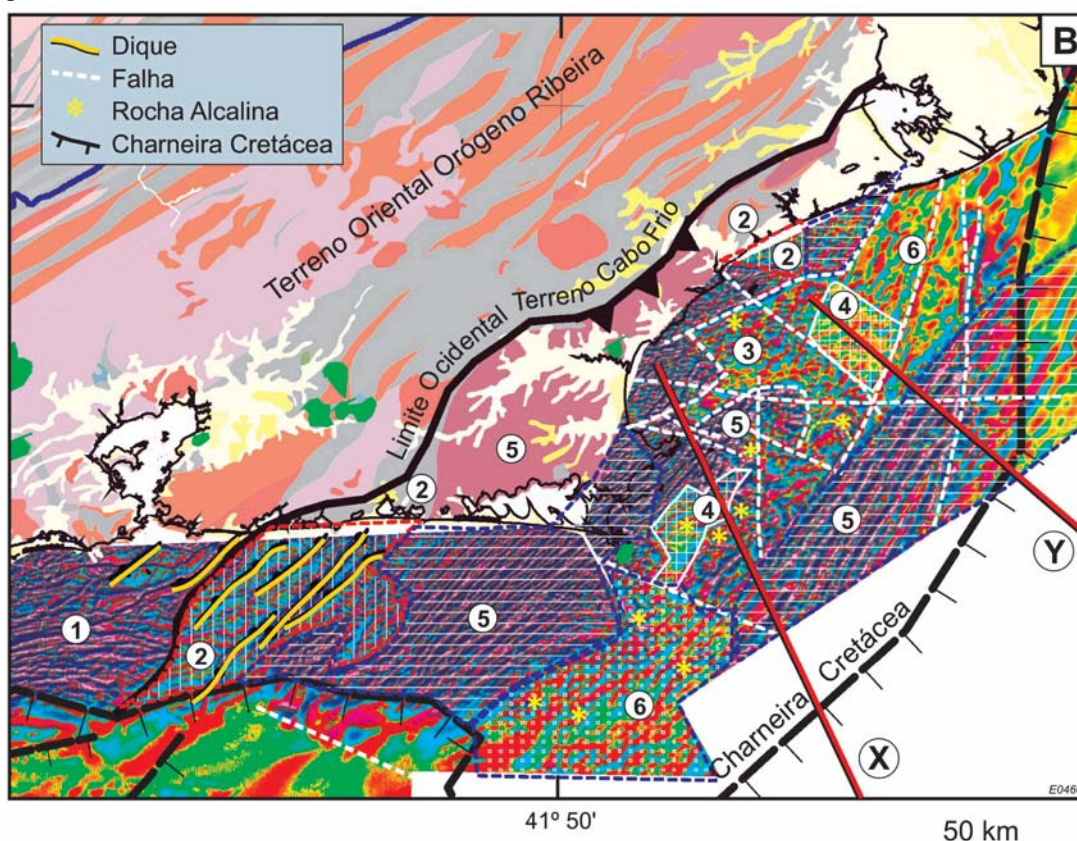 B
Dique
Falha
Rocha Alcalina
Charneira Cretácea
Terreno Oriental Orógeno Ribeira
Limite Ocidental Terreno Cabo Frio
2
2
6
4
3
5
5
2
4
5
1
2
5
6
Y
X
Charneira Cretácea
41º 50'
50 km